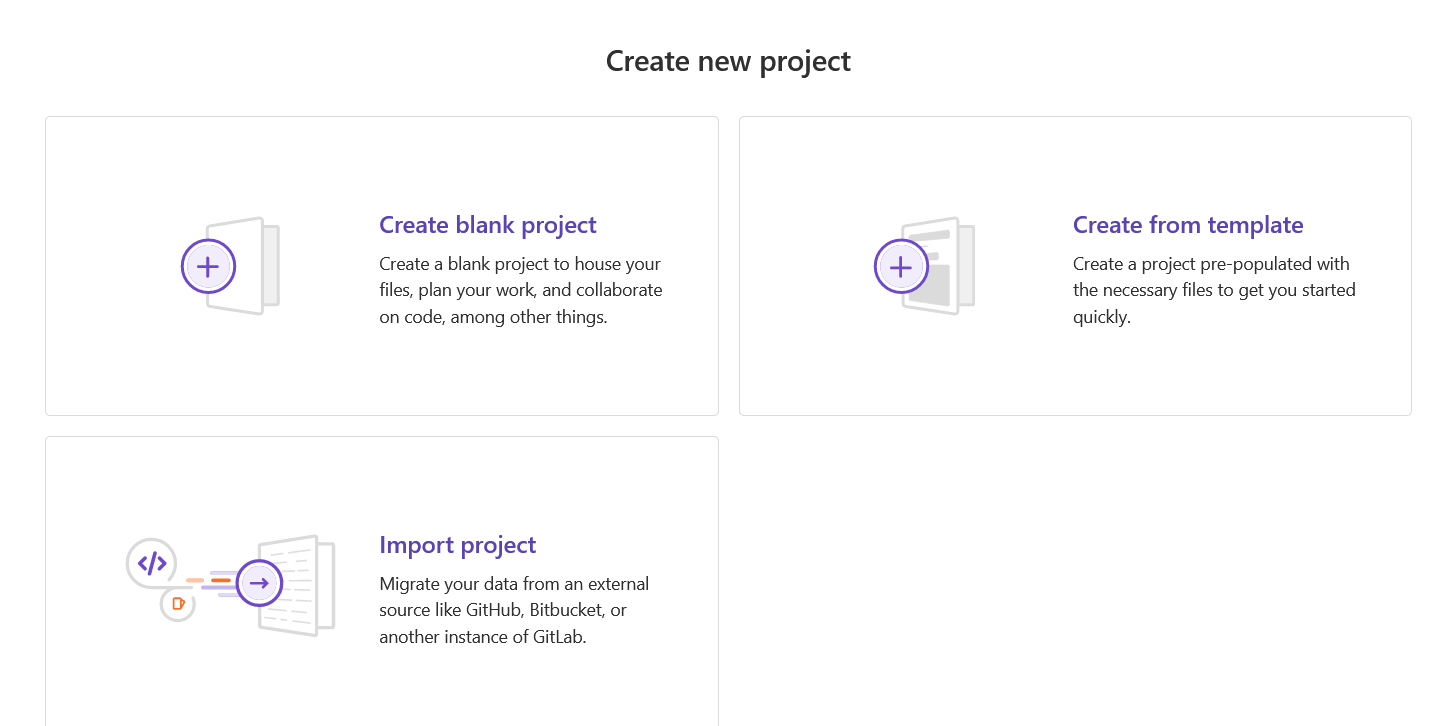 Create new project
Create blank project
Create a blank project to house your
files, plan your work, and collaborate
on code, among other things.
Create from template
Create a project pre-populated with
the necessary files to get you started
quickly.
Import project
Migrate your data from an external
source like GitHub, Bitbucket, or
another instance of GitLab.